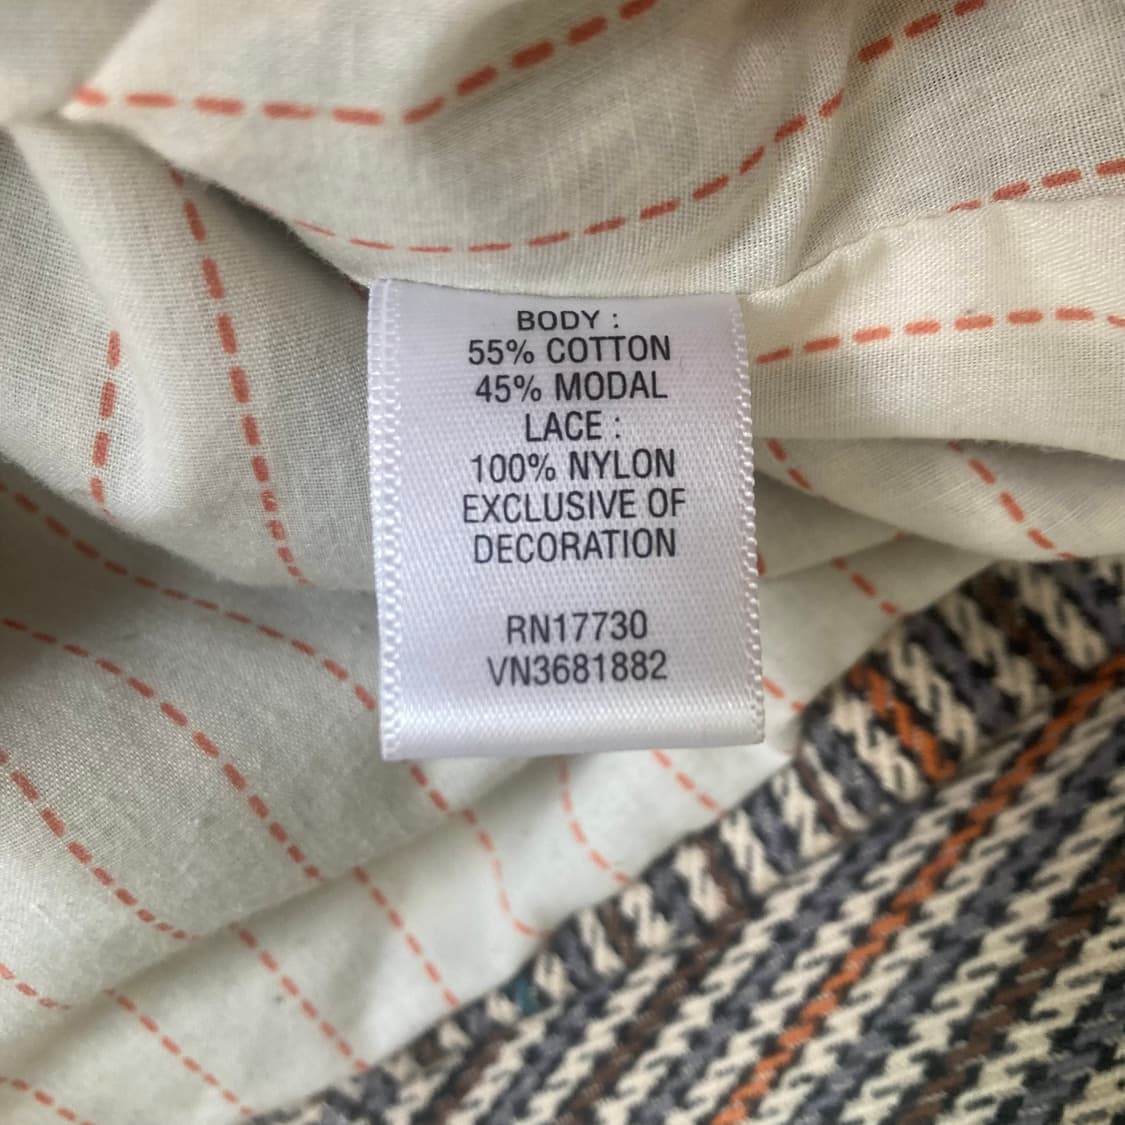 BODY :
55% COTTON
45% MODAL
LACE :
100% NYLON
EXCLUSIVE OF
DECORATION
RN17730
VN3681882